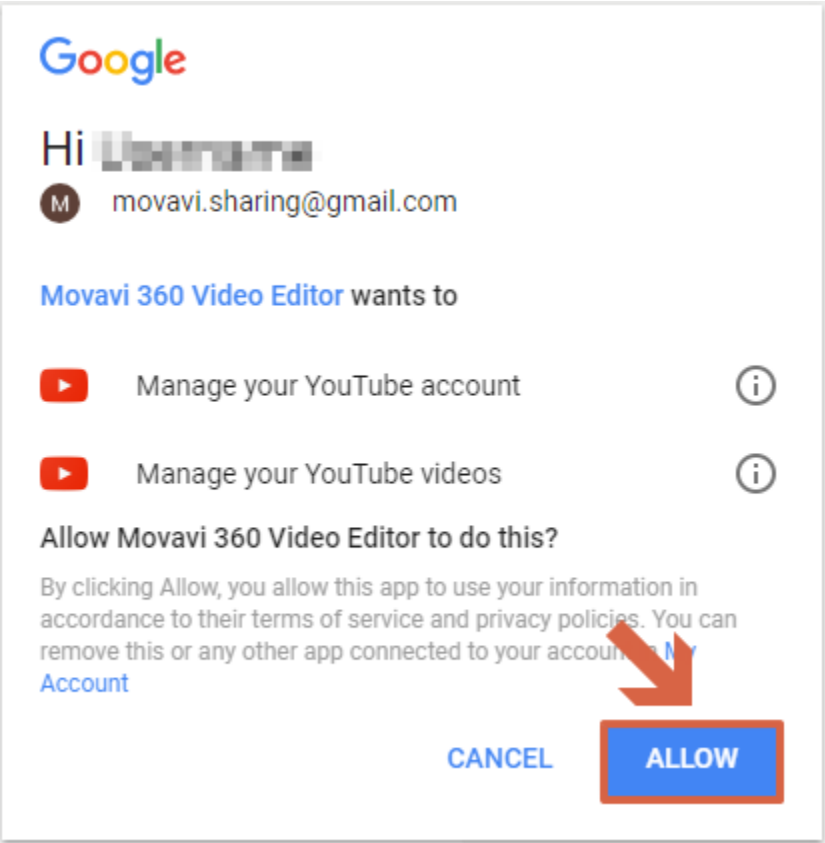 Google
Hi
M movavi.sharing@gmail.com
Movavi 360 Video Editor wants to
Manage your YouTube account
Manage your YouTube videos
Allow Movavi 360 Video Editor to do this?
By clicking Allow, you allow this app to use your information in
accordance to their terms of service and privacy policies. You can
remove this or any other app connected to your account My
Account
CANCEL ALLOW